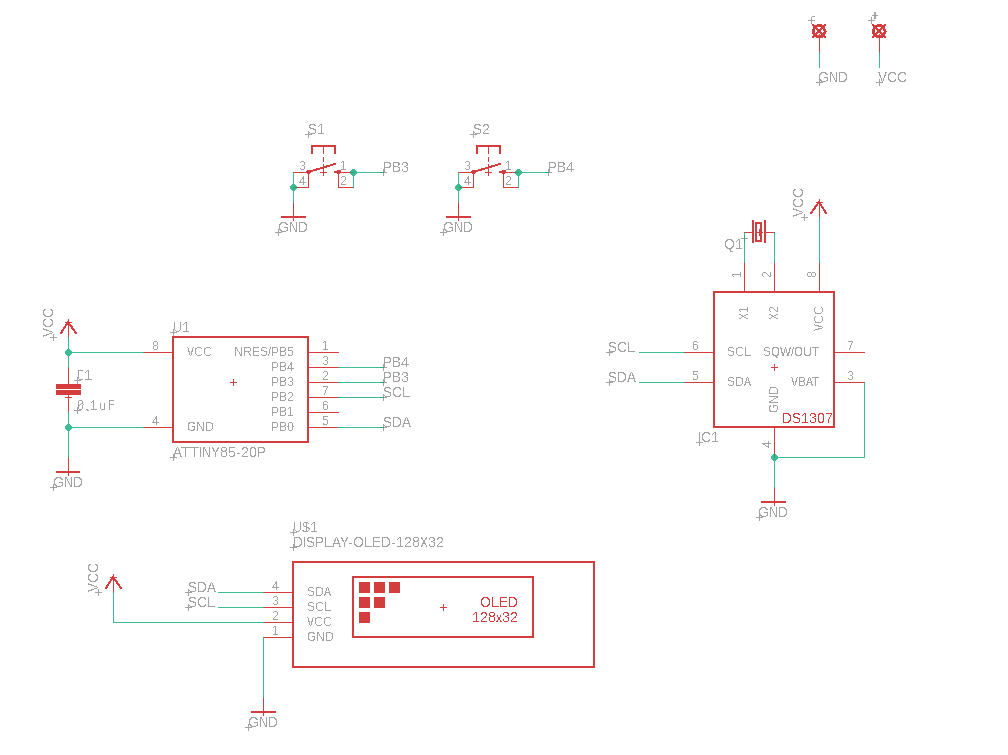 GND VCC
S1
3 1 PB3
4 2
GND
S2
3 1 PB4
4 2
GND
VCC
Q1
1 2 8
X1 X2 VCC
SCL 6 SCL SQW/OUT 7
SDA 5 SDA VBAT 3
GND
DS1307
IC1
4
GND
VCC
U1
8 VCC NRES/PB5 1
PB4 3 PB4
PB3 2 PB3
PB2 7 SCL
PB1 6
4 GND PB0 5 SDA
ATTINY85-20P
0.1uF
GND
U$1
DISPLAY-OLED-128X32
VCC
SDA 4 SDA
SCL 3 SCL
2 VCC
1 GND
OLED
128x32
GND